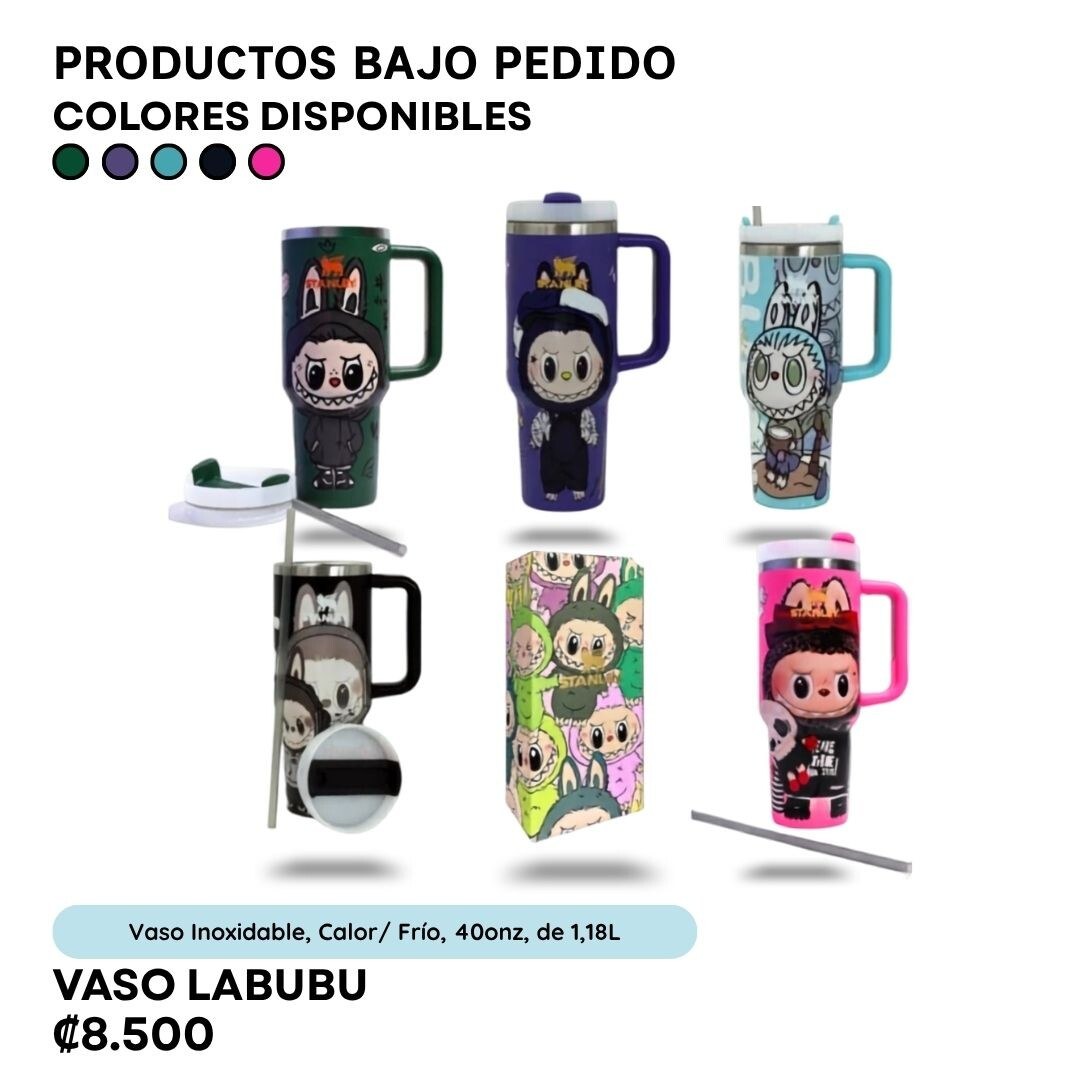 PRODUCTOS BAJO PEDIDO
COLORES DISPONIBLES
STANLEY
STANLEY
STANLEY
STANLEY
Vaso Inoxidable, Calor/ Frío, 40onz, de 1,18L
VASO LABUBU
₡8.500